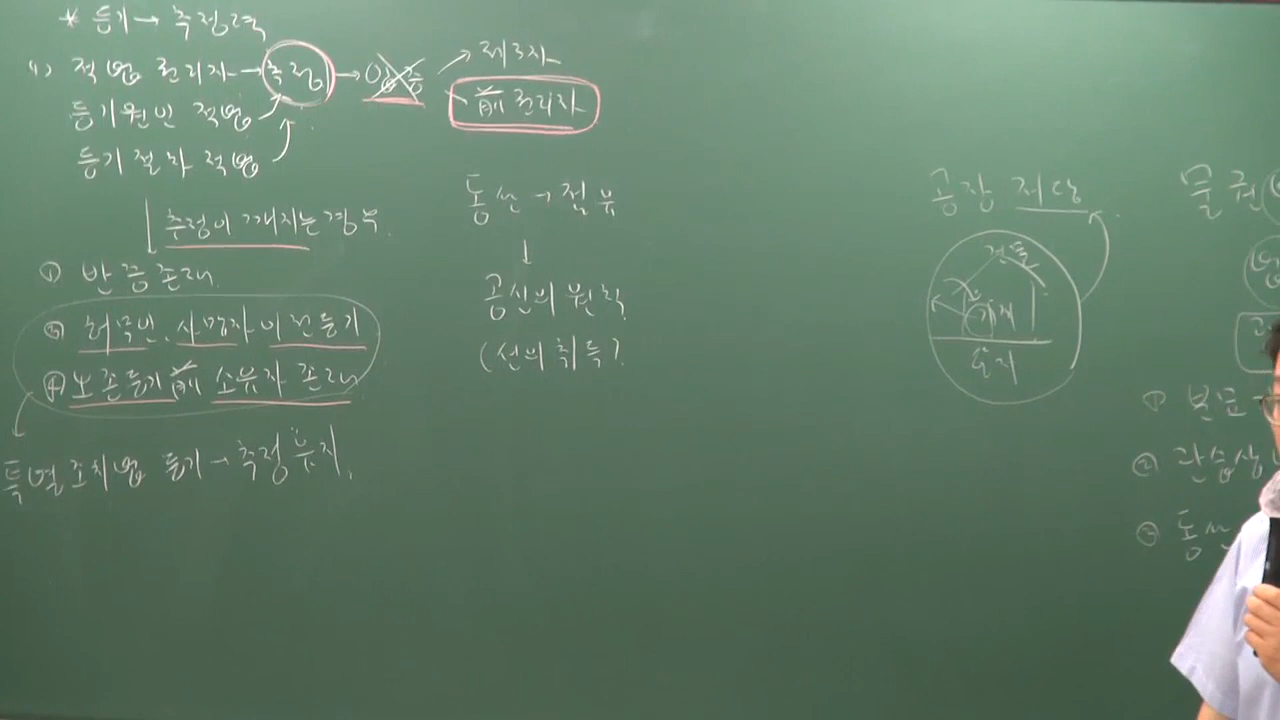 * 등기 → 추정력
(1) 적법 권리자 → 추정 → 입증 → 제3자
前 권리자
등기원인 적법
등기절차 적법
↓ 추정이 깨지는 경우
① 반증존재
③ 허무인, 사망자 이전등기
④ 보존등기 前 소유자 존재
특별조치법 등기 → 추정 유지.
동산 → 점유
↓
공신의 원칙
(선의취득)
공장 저당
건물
기계
토지
물권
① 본문
② 관습상
③ 동산